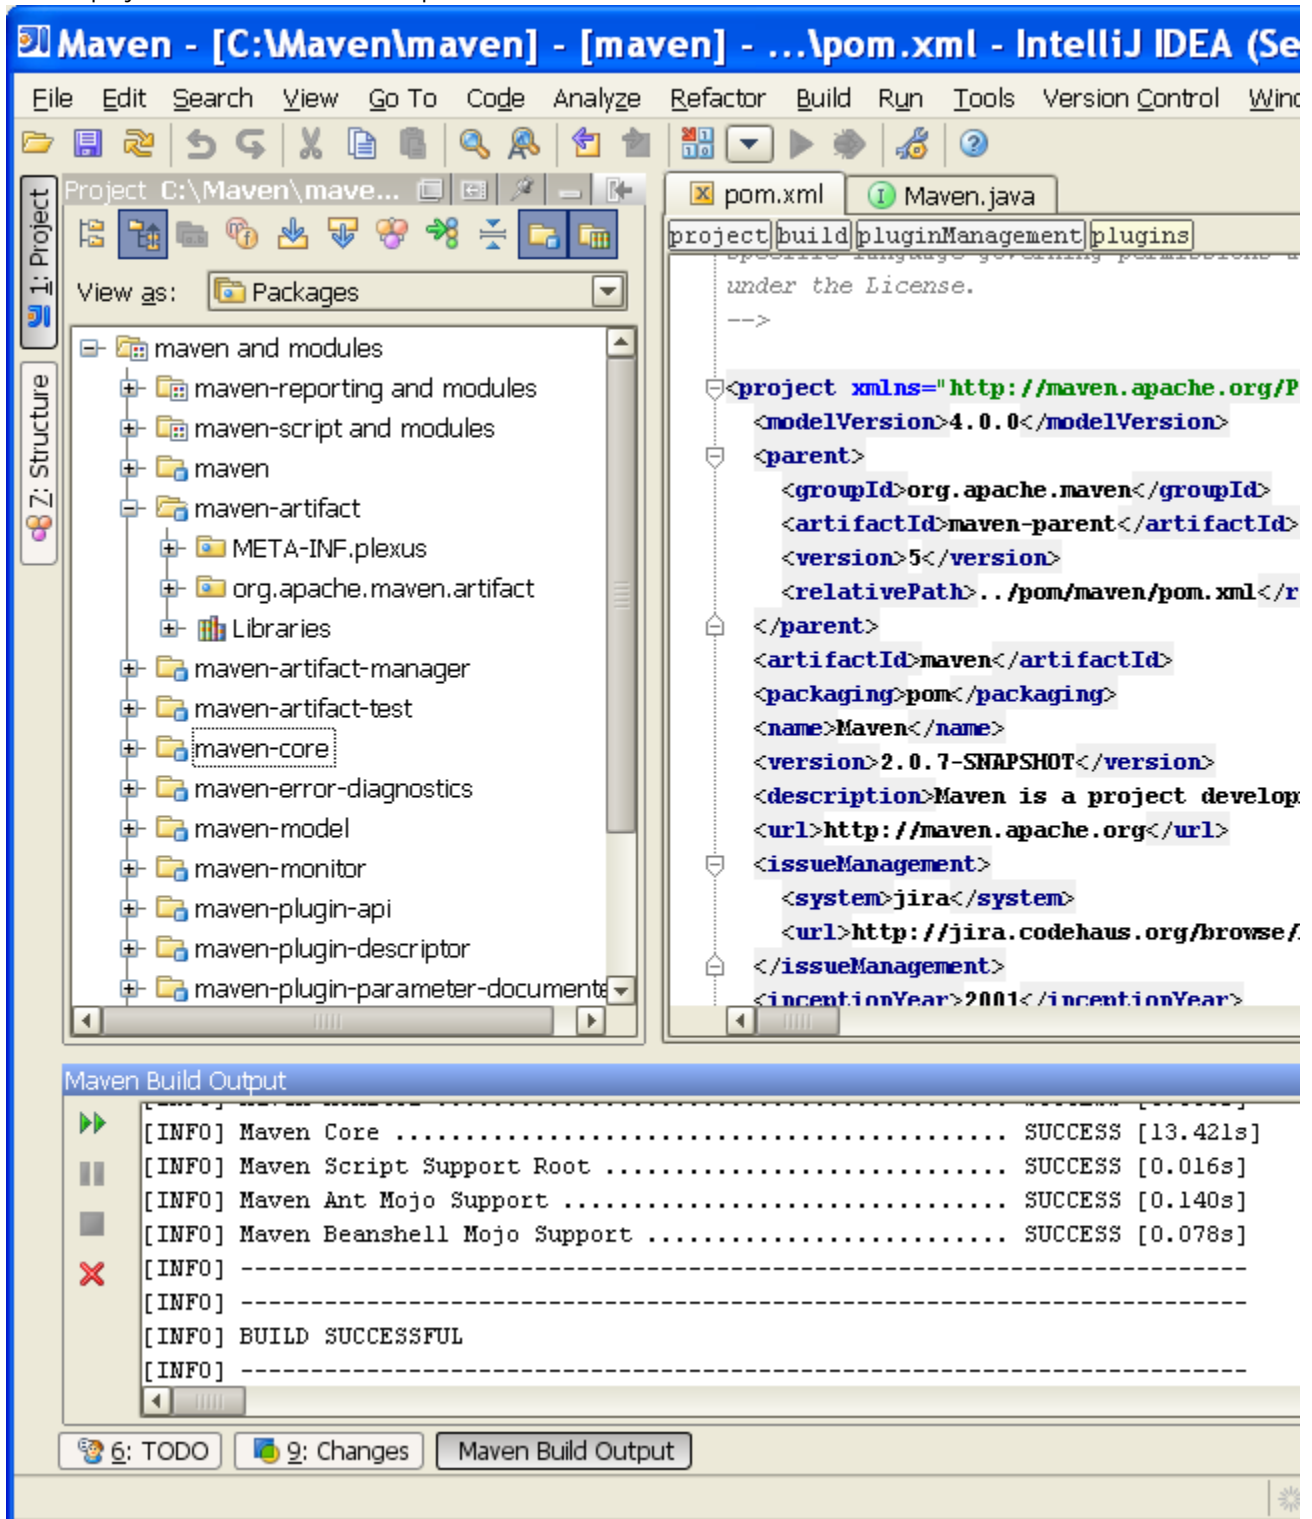 Maven - [C:\Maven\maven] - [maven] - ...\pom.xml - IntelliJ IDEA (Se
File Edit Search View Go To Code Analyze Refactor Build Run Tools Version Control Wind
Project C:\Maven\mave...
1: Project
7: Structure
View as: Packages
maven and modules
maven-reporting and modules
maven-script and modules
maven
maven-artifact
META-INF.plexus
org.apache.maven.artifact
Libraries
maven-artifact-manager
maven-artifact-test
maven-core
maven-error-diagnostics
maven-model
maven-monitor
maven-plugin-api
maven-plugin-descriptor
maven-plugin-parameter-documente
pom.xml Maven.java
project build pluginManagement plugins
specific language governing permissions
under the License.
-->
<project xmlns="http://maven.apache.org/P
<modelVersion>4.0.0</modelVersion>
<parent>
<groupId>org.apache.maven</groupId>
<artifactId>maven-parent</artifactId>
<version>5</version>
<relativePath>../pom/maven/pom.xml</r
</parent>
<artifactId>maven</artifactId>
<packaging>pom</packaging>
<name>Maven</name>
<version>2.0.7-SNAPSHOT</version>
<description>Maven is a project develop
<url>http://maven.apache.org</url>
<issueManagement>
<system>jira</system>
<url>http://jira.codehaus.org/browse/
</issueManagement>
<inceptionYear>2001</inceptionYear>
Maven Build Output
[INFO] Maven Core ............................................ SUCCESS [13.421s]
[INFO] Maven Script Support Root ............................. SUCCESS [0.016s]
[INFO] Maven Ant Mojo Support ................................ SUCCESS [0.140s]
[INFO] Maven Beanshell Mojo Support .......................... SUCCESS [0.078s]
[INFO] ------------------------------------------------------------------------
[INFO] ------------------------------------------------------------------------
[INFO] BUILD SUCCESSFUL
[INFO] ------------------------------------------------------------------------
6: TODO 9: Changes Maven Build Output